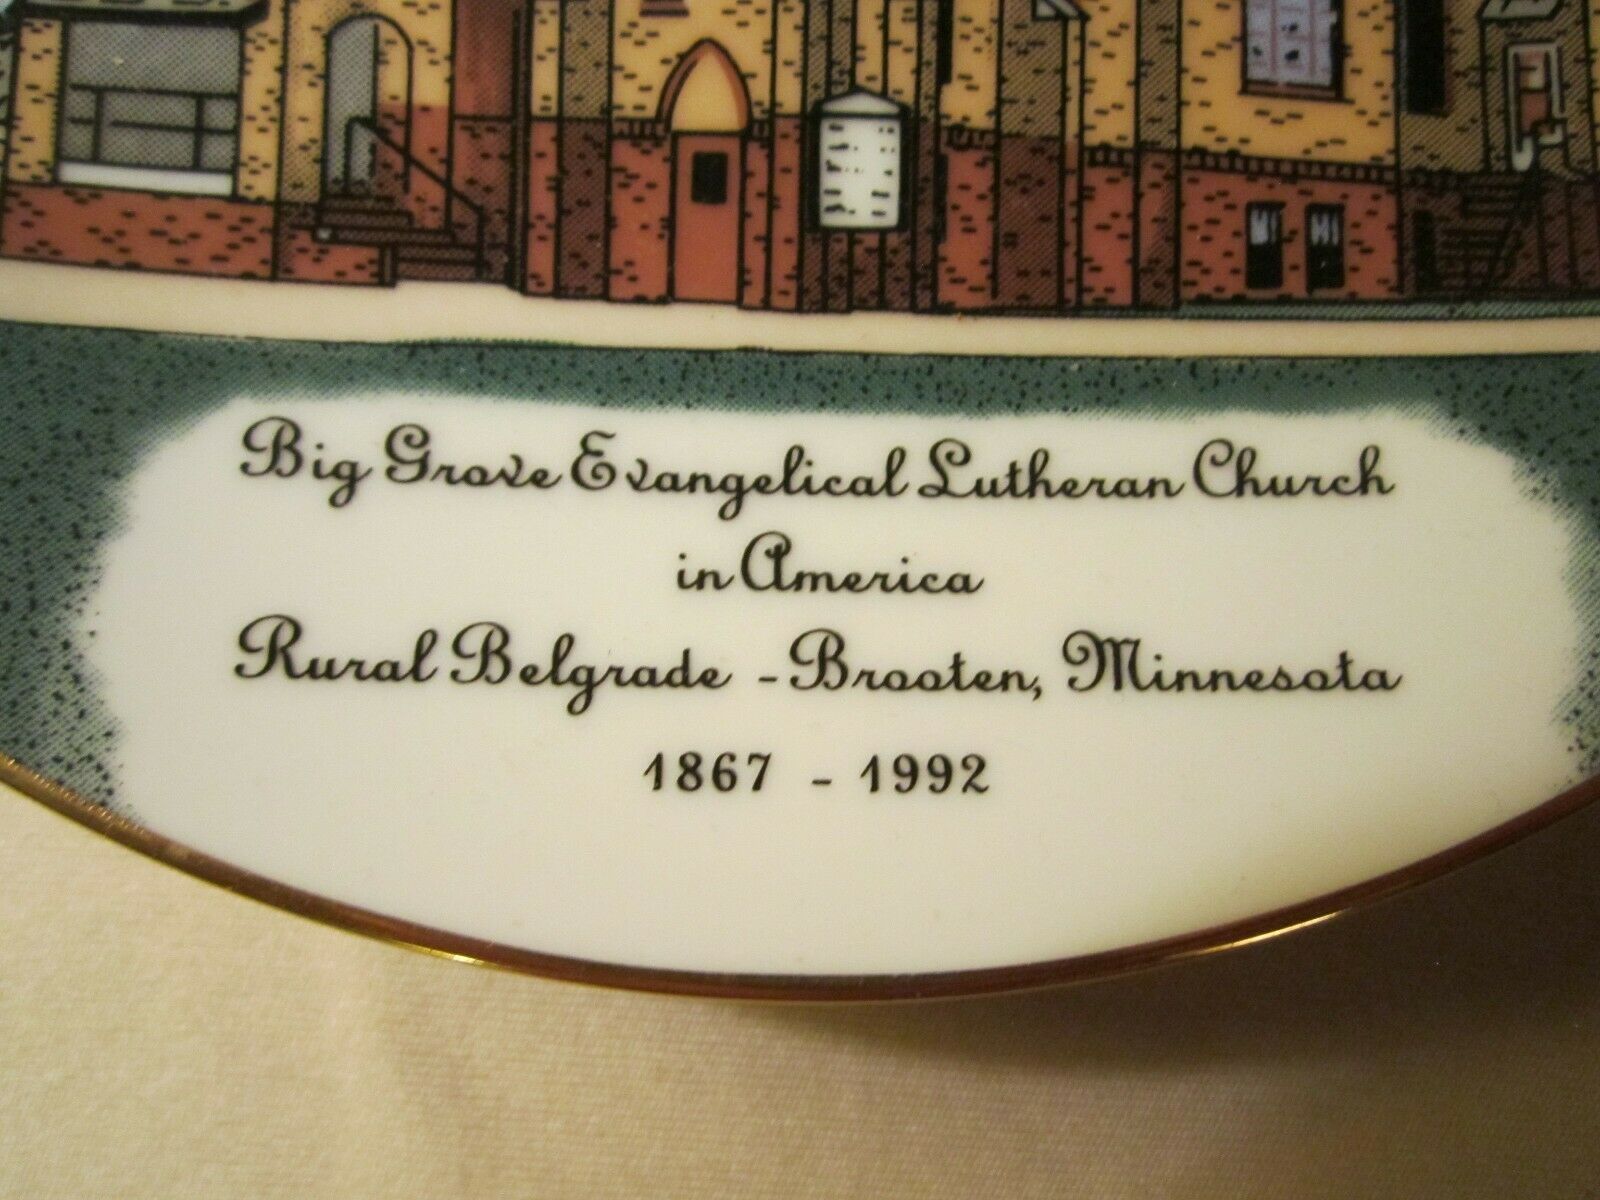 Big Grove Evangelical Lutheran Church
in America
Rural Belgrade - Brooten, Minnesota
1867 - 1992